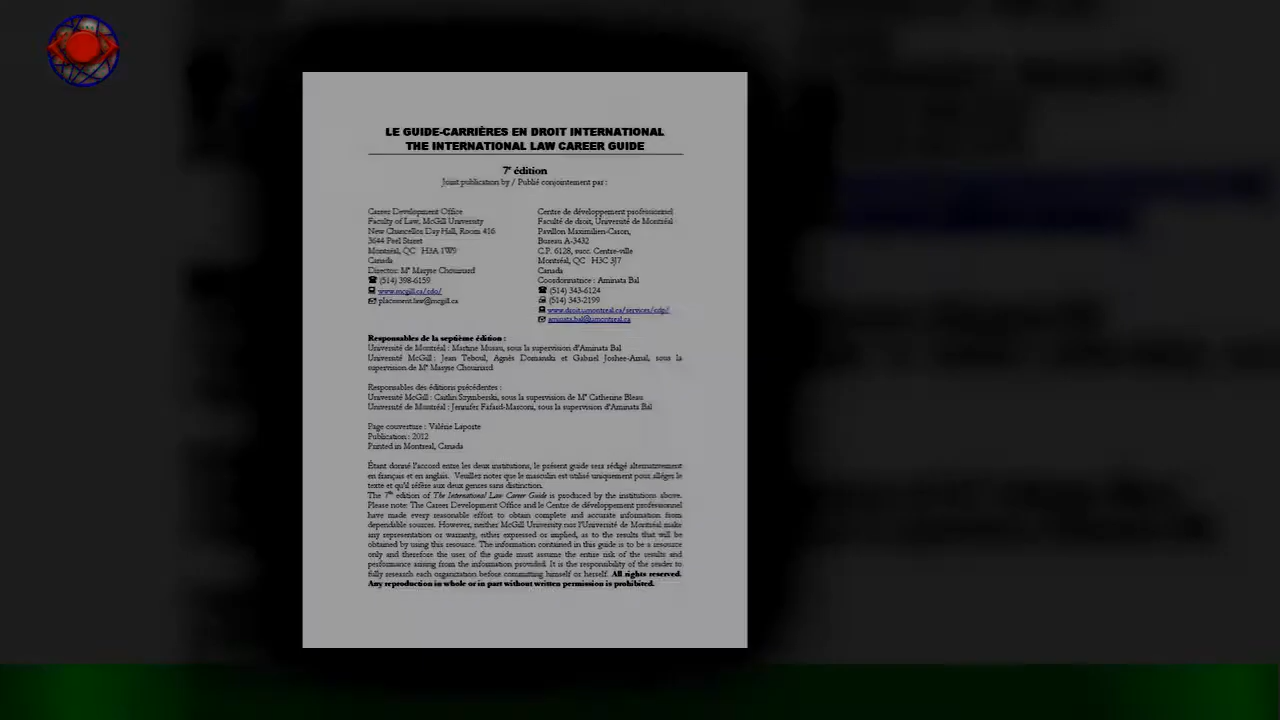 LE GUIDE-CARRIÈRES EN DROIT INTERNATIONAL
THE INTERNATIONAL LAW CAREER GUIDE
7e édition
Joint publication by / Publié conjointement par :
Career Development Office
Faculty of Law, McGill University
New Chancellor Day Hall, Room 416
3644 Peel Street
Montréal, QC H3A 1W9
Canada
Director: Me Maryse Chouinard
(514) 398-6159
www.mcgill.ca/cdo/
placement.law@mcgill.ca
Centre de développement professionnel
Faculté de droit, Université de Montréal
Pavillon Maximilien-Caron,
Bureau A-3432
C.P. 6128, succ. Centre-ville
Montréal, QC H3C 3J7
Canada
Coordonnatrice : Aminata Bal
(514) 343-6124
(514) 343-2199
www.droit.umontreal.ca/services/cdp/
aminata.bal@umontreal.ca
Responsables de la septième édition :
Université de Montréal : Martine Musau, sous la supervision d'Aminata Bal
Université McGill : Jean Teboul, Agnès Domanski et Gabriel Joshee-Arnal, sous la
supervision de Me Maryse Chouinard
Responsables des éditions précédentes :
Université McGill : Caitlin Szymberski, sous la supervision de Me Catherine Bleau
Université de Montréal : Jennifer Fafard-Marconi, sous la supervision d'Aminata Bal
Page couverture : Valérie Laporte
Publication : 2012
Printed in Montreal, Canada
Étant donné l'accord entre les deux institutions, le présent guide sera rédigé alternativement
en français et en anglais. Veuillez noter que le masculin est utilisé uniquement pour alléger le
texte et qu'il réfère aux deux genres sans distinction.
The 7th edition of The International Law Career Guide is produced by the institutions above.
Please note: The Career Development Office and le Centre de développement professionnel
have made every reasonable effort to obtain complete and accurate information from
dependable sources. However, neither McGill University nor l'Université de Montréal make
any representation or warranty, either expressed or implied, as to the results that will be
obtained by using this resource. The information contained in this guide is to be a resource
only and therefore the user of the guide must assume the entire risk of the results and
performance arising from the information provided. It is the responsibility of the reader to
fully research each organization before committing himself or herself. All rights reserved.
Any reproduction in whole or in part without written permission is prohibited.